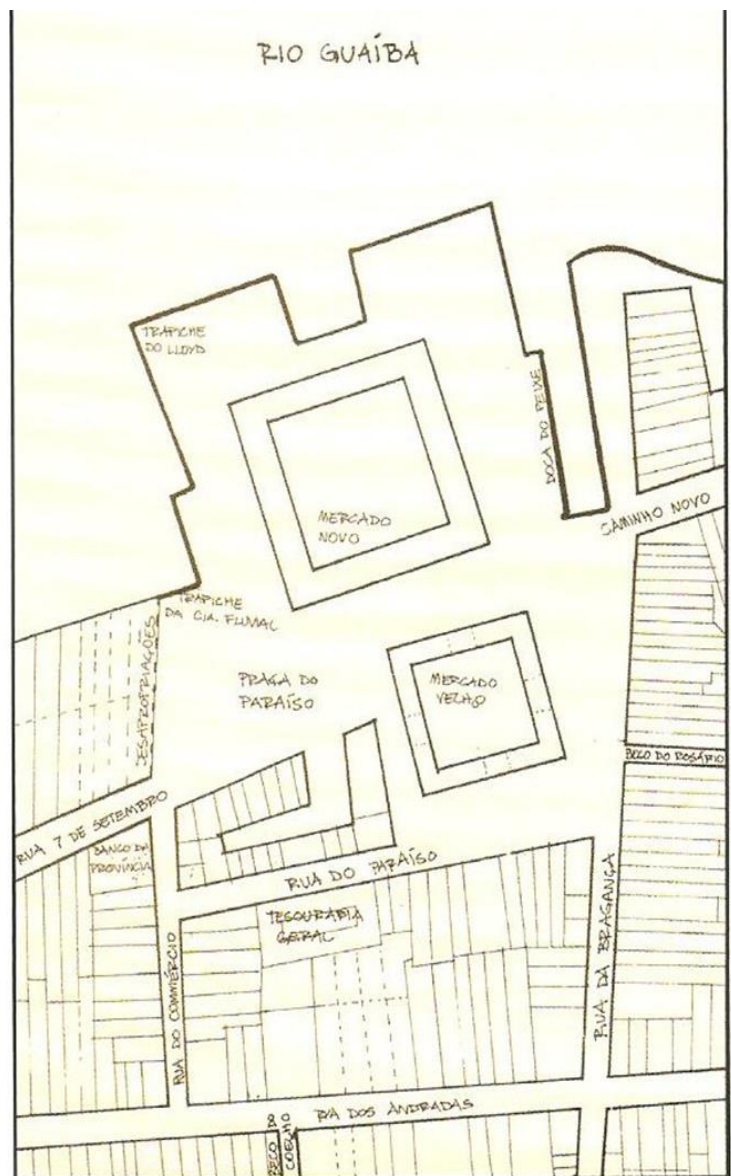 RIO GUAÍBA
TRAPICHE
DO LLOYD
DOCA DO PEIXE
MERCADO
NOVO
CAMINHO NOVO
TRAPICHE
DA CIA. FLUVIAL
DESAPROPRIAÇÕES
PRAÇA DO
PARAÍSO
MERCADO
VELHO
BECO DO ROSÁRIO
RUA 7 DE SETEMBRO
BANCO DA
PROVÍNCIA
RUA DO PARAÍSO
TESOURARIA
GERAL
RUA DO COMMÉRCIO
RUA DA BRAGANÇA
RUA DOS ANDRADAS
BECO DO
COELHO